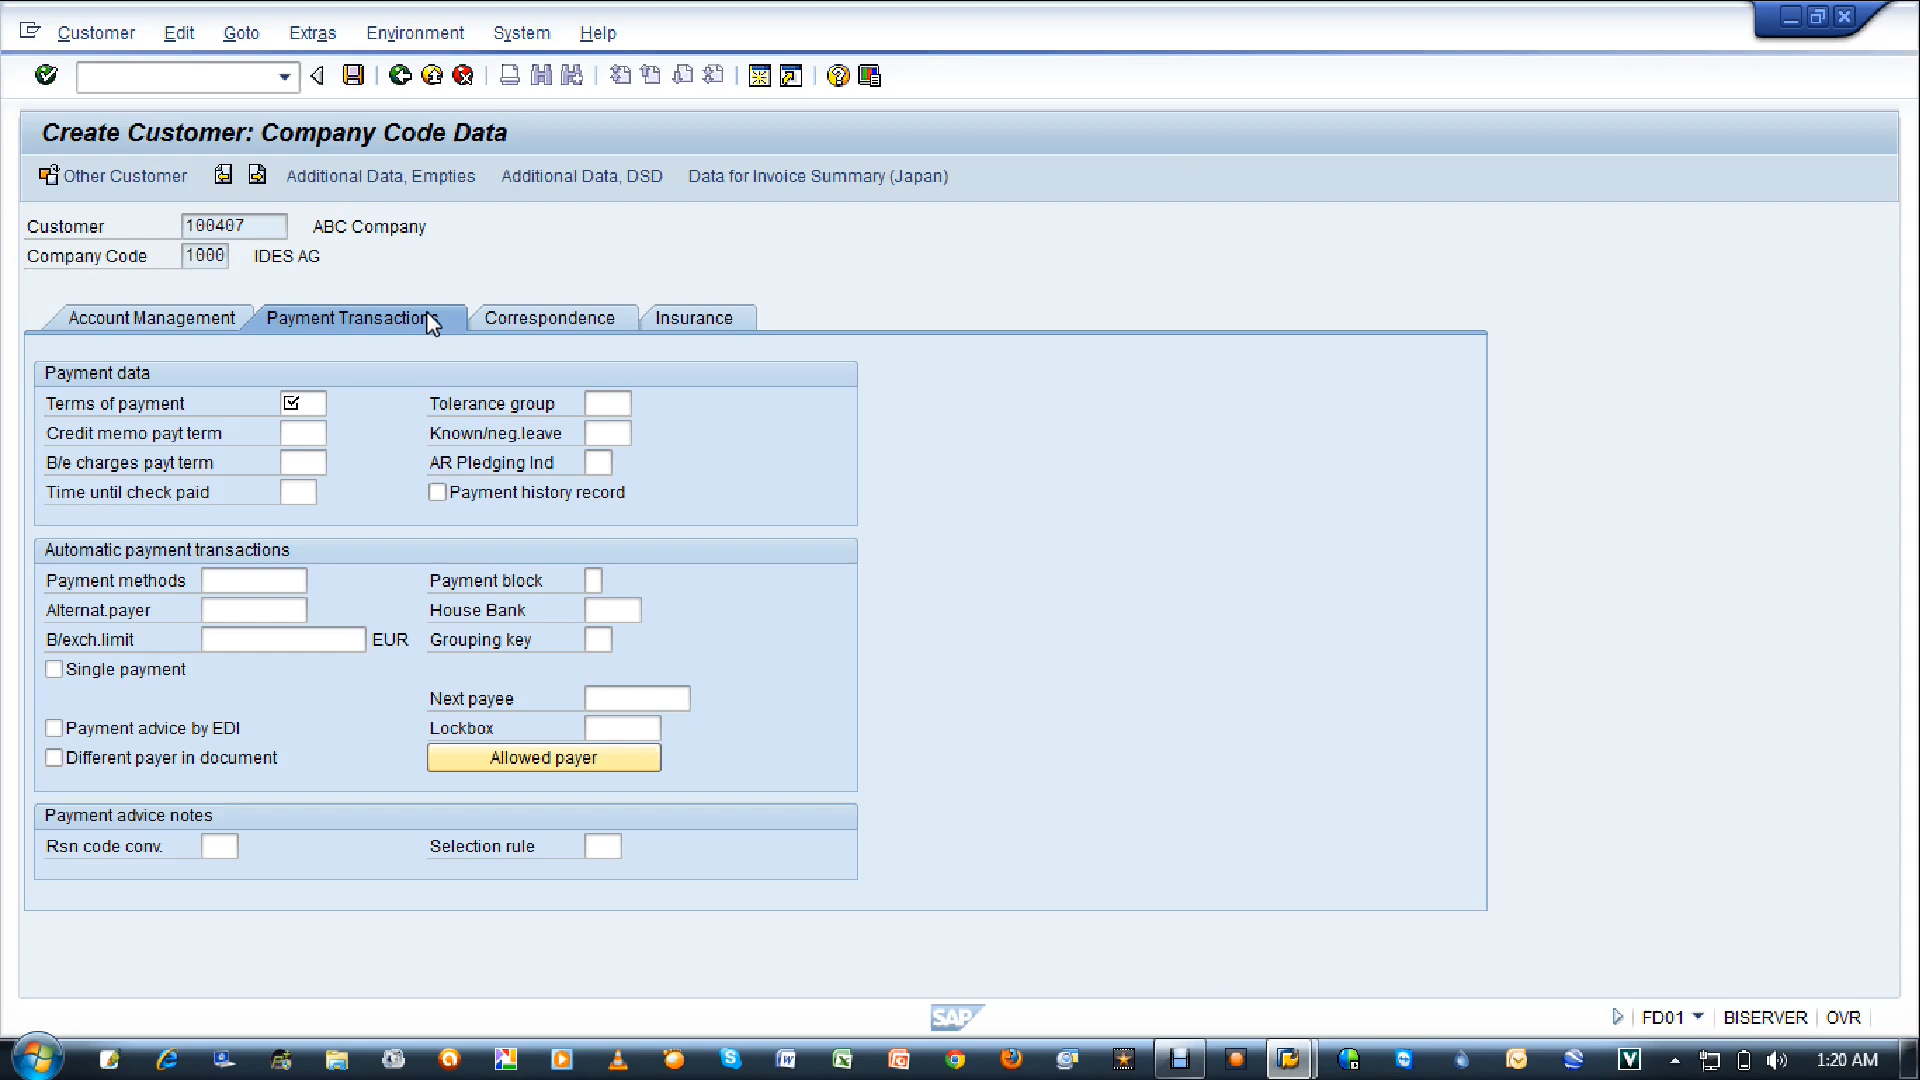 Customer Edit Goto Extras Environment System Help
Create Customer: Company Code Data
Other Customer Additional Data, Empties Additional Data, DSD Data for Invoice Summary (Japan)
Customer 100407 ABC Company
Company Code 1000 IDES AG
Account Management Payment Transactions Correspondence Insurance
Payment data
Terms of payment Tolerance group
Credit memo payt term Known/neg.leave
B/e charges payt term AR Pledging Ind
Time until check paid Payment history record
Automatic payment transactions
Payment methods Payment block
Alternat.payer House Bank
B/exch.limit EUR Grouping key
Single payment
Next payee
Payment advice by EDI Lockbox
Different payer in document Allowed payer
Payment advice notes
Rsn code conv. Selection rule
SAP FD01 BISERVER OVR
1:20 AM